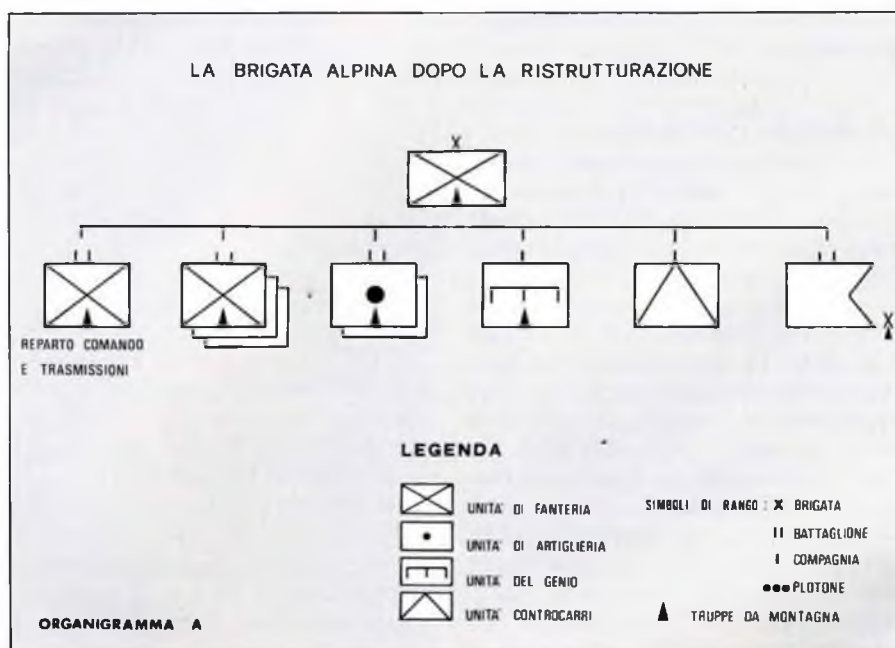 LA BRIGATA ALPINA DOPO LA RISTRUTTURAZIONE
X
REPARTO COMANDO
E TRASMISSIONI
X
LEGENDA
UNITA' DI FANTERIA
UNITA' DI ARTIGLIERIA
UNITA' DEL GENIO
UNITA' CONTROCARRI
SIMBOLI DI RANGO : X BRIGATA
II BATTAGLIONE
I COMPAGNIA
●●● PLOTONE
▲ TRUPPE DA MONTAGNA
ORGANIGRAMMA A